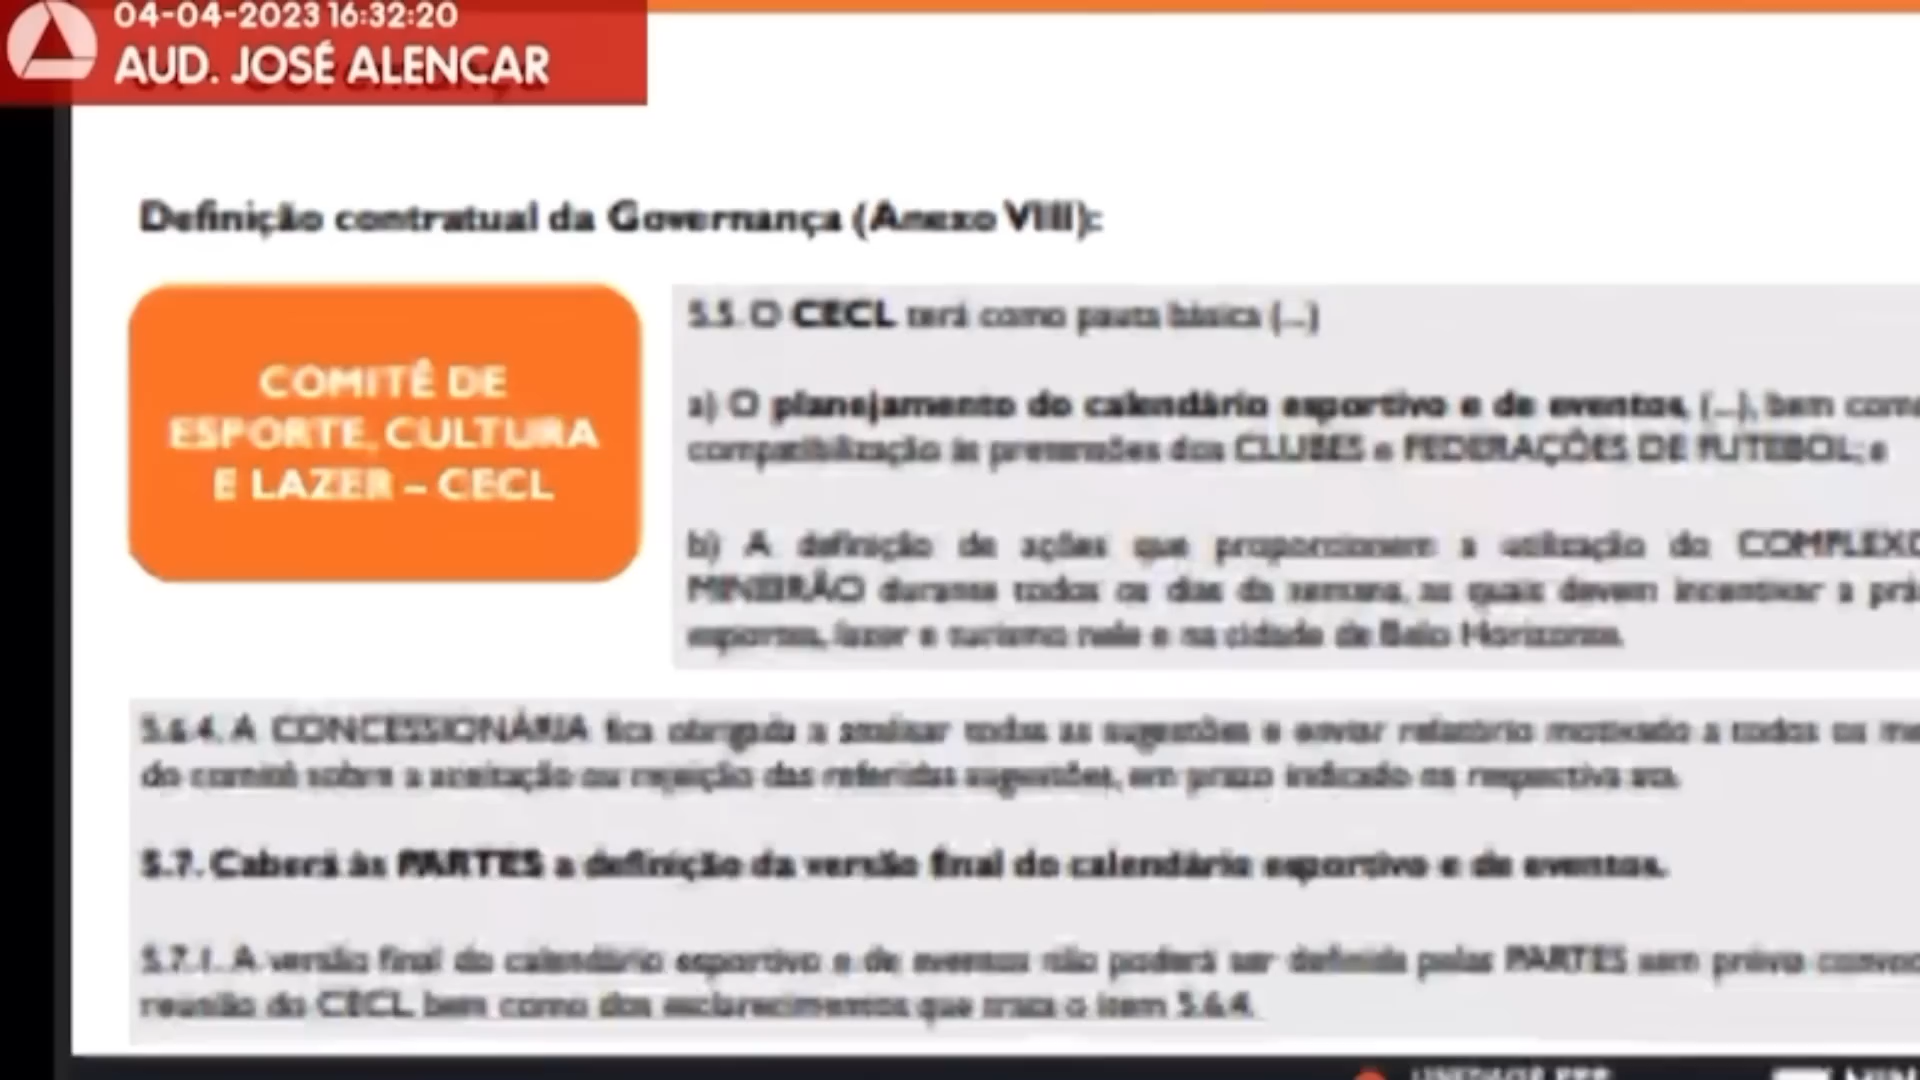 04-04-2023 16:32:20
AUD. JOSÉ ALENCAR
Definição contratual da Governança (Anexo VIII):
COMITÊ DE
ESPORTE, CULTURA
E LAZER – CECL
5.5. O CECL terá como pauta básica (...)
a) O planejamento do calendário esportivo e de eventos, (...), bem como
compatibilização às pretensões dos CLUBES e FEDERAÇÕES DE FUTEBOL; e
b) A definição de ações que proporcionem a utilização do COMPLEXO
MINEIRÃO durante todos os dias da semana, as quais devem incentivar a prá
esportes, lazer e turismo nele e na cidade de Belo Horizonte.
5.6.4. A CONCESSIONÁRIA fica obrigada a analisar todas as sugestões e enviar relatório motivado a todos os me
do comitê sobre a aceitação ou rejeição das referidas sugestões, em prazo indicado na respectiva ata.
5.7. Caberá às PARTES a definição da versão final do calendário esportivo e de eventos.
5.7.1. A versão final do calendário esportivo e de eventos não poderá ser definida pelas PARTES sem prévia convoc
reunião do CECL, bem como dos esclarecimentos que trata o item 5.6.4.